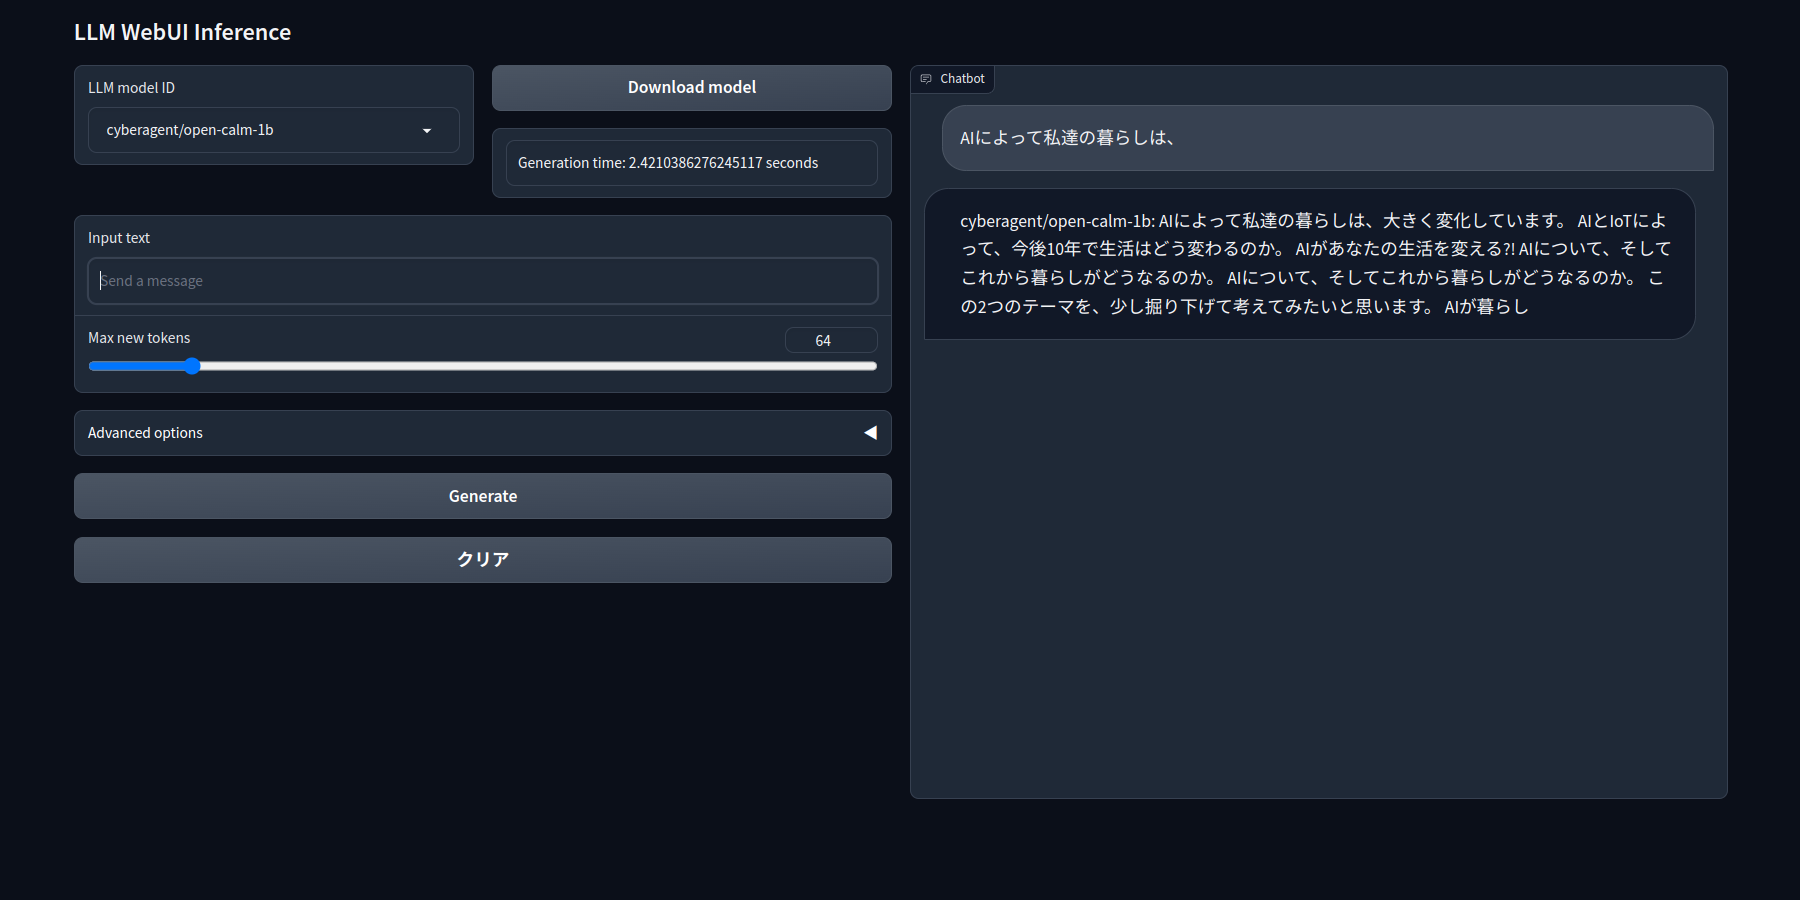 LLM WebUI Inference
LLM model ID
cyberagent/open-calm-1b
Download model
Generation time: 2.4210386276245117 seconds
Input text
Send a message
Max new tokens
64
Advanced options
Generate
クリア
Chatbot
AIによって私達の暮らしは、
cyberagent/open-calm-1b: AIによって私達の暮らしは、大きく変化しています。 AIとIoTによ
って、今後10年で生活はどう変わるのか。 AIがあなたの生活を変える?! AIについて、そして
これから暮らしがどうなるのか。 AIについて、そしてこれから暮らしがどうなるのか。 こ
の2つのテーマを、少し掘り下げて考えてみたいと思います。 AIが暮らし